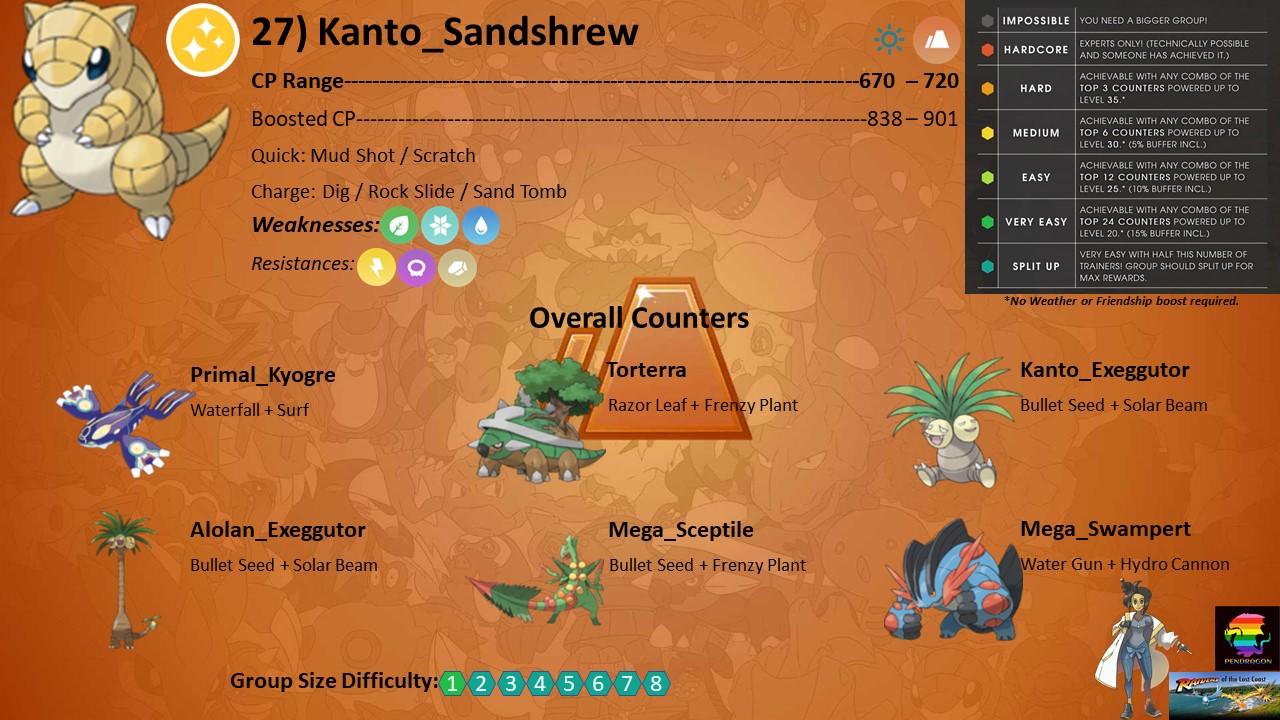 27) Kanto_Sandshrew
CP Range---670 – 720
Boosted CP---838 – 901
Quick: Mud Shot / Scratch
Charge: Dig / Rock Slide / Sand Tomb
Weaknesses:
Resistances:
IMPOSSIBLE YOU NEED A BIGGER GROUP!
HARDCORE EXPERTS ONLY! (TECHNICALLY POSSIBLE
AND SOMEONE HAS ACHIEVED IT.)
HARD ACHIEVABLE WITH ANY COMBO OF THE
TOP 3 COUNTERS POWERED UP TO
LEVEL 35.*
MEDIUM ACHIEVABLE WITH ANY COMBO OF THE
TOP 6 COUNTERS POWERED UP TO
LEVEL 30.* (5% BUFFER INCL.)
EASY ACHIEVABLE WITH ANY COMBO OF THE
TOP 12 COUNTERS POWERED UP TO
LEVEL 25.* (10% BUFFER INCL.)
VERY EASY ACHIEVABLE WITH ANY COMBO OF THE
TOP 24 COUNTERS POWERED UP TO
LEVEL 20.* (15% BUFFER INCL.)
SPLIT UP VERY EASY WITH HALF THIS NUMBER OF
TRAINERS! GROUP SHOULD SPLIT UP FOR
MAX REWARDS.
*No Weather or Friendship boost required.
Overall Counters
Primal_Kyogre
Waterfall + Surf
Torterra
Razor Leaf + Frenzy Plant
Kanto_Exeggutor
Bullet Seed + Solar Beam
Alolan_Exeggutor
Bullet Seed + Solar Beam
Mega_Sceptile
Bullet Seed + Frenzy Plant
Mega_Swampert
Water Gun + Hydro Cannon
Group Size Difficulty: 1 2 3 4 5 6 7 8
PENDRAGON
RAIDERS of the Lost Coast